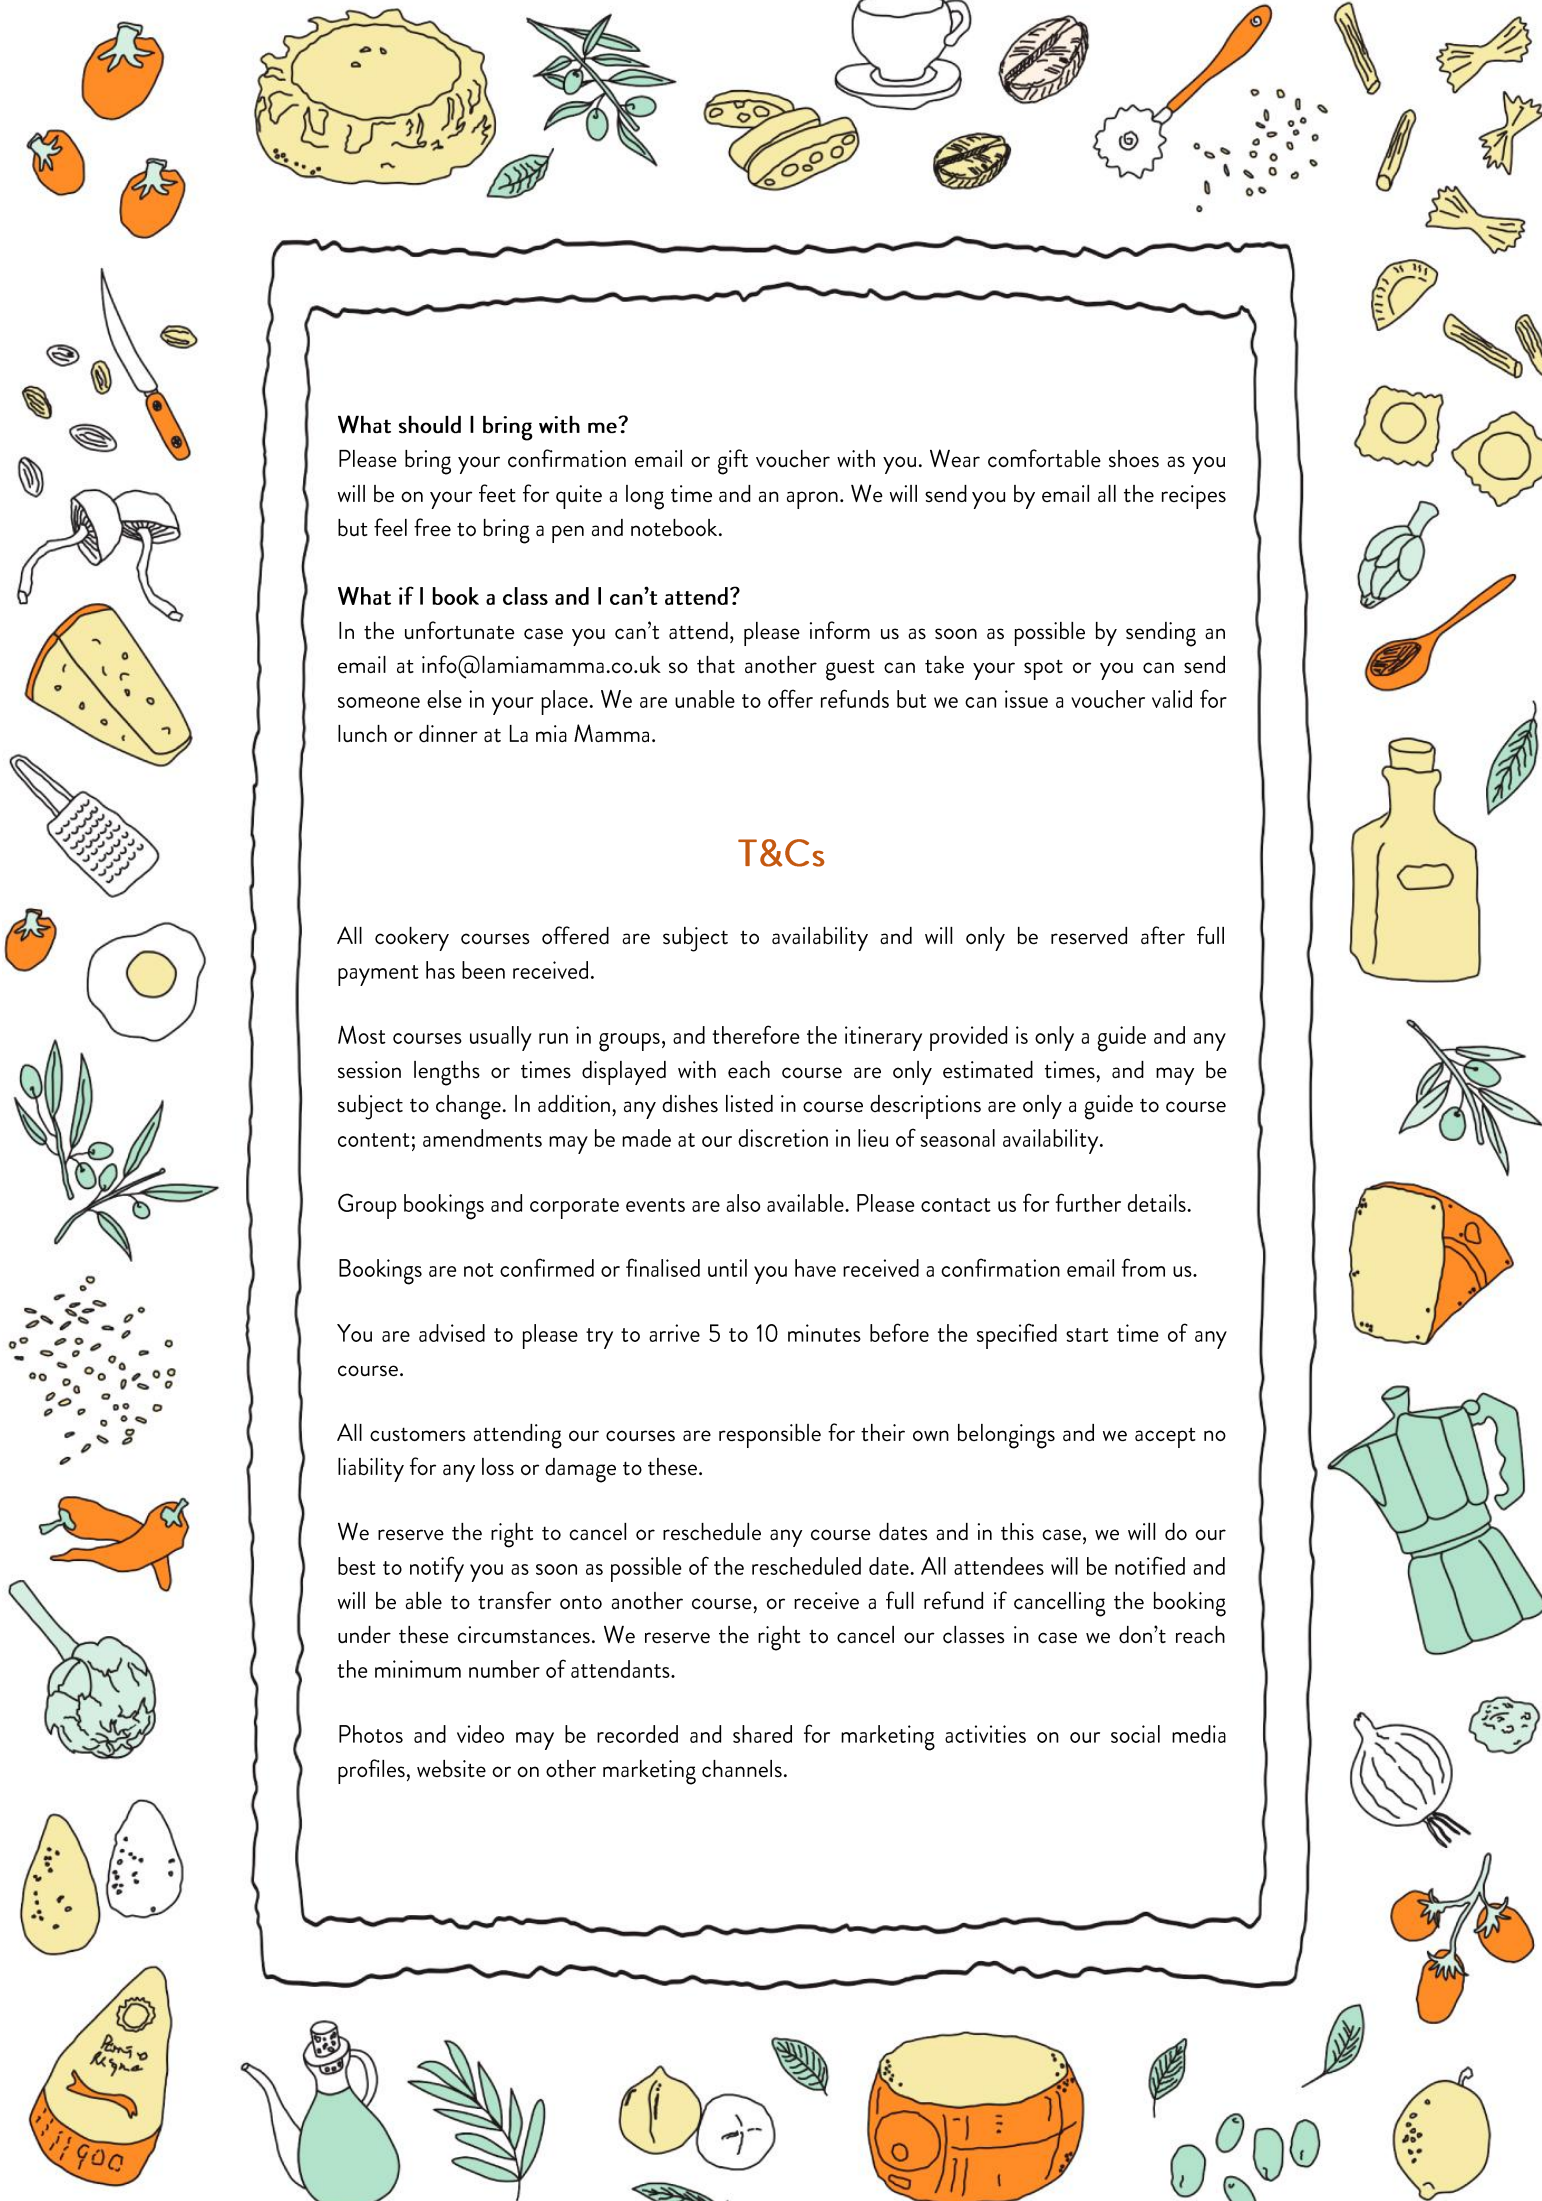 What should I bring with me?
Please bring your confirmation email or gift voucher with you. Wear comfortable shoes as you
will be on your feet for quite a long time and an apron. We will send you by email all the recipes
but feel free to bring a pen and notebook.
What if I book a class and I can't attend?
In the unfortunate case you can't attend, please inform us as soon as possible by sending an
email at info@lamiamamma.co.uk so that another guest can take your spot or you can send
someone else in your place. We are unable to offer refunds but we can issue a voucher valid for
lunch or dinner at La mia Mamma.
T&Cs
All cookery courses offered are subject to availability and will only be reserved after full
payment has been received.
Most courses usually run in groups, and therefore the itinerary provided is only a guide and any
session lengths or times displayed with each course are only estimated times, and may be
subject to change. In addition, any dishes listed in course descriptions are only a guide to course
content; amendments may be made at our discretion in lieu of seasonal availability.
Group bookings and corporate events are also available. Please contact us for further details.
Bookings are not confirmed or finalised until you have received a confirmation email from us.
You are advised to please try to arrive 5 to 10 minutes before the specified start time of any
course.
All customers attending our courses are responsible for their own belongings and we accept no
liability for any loss or damage to these.
We reserve the right to cancel or reschedule any course dates and in this case, we will do our
best to notify you as soon as possible of the rescheduled date. All attendees will be notified and
will be able to transfer onto another course, or receive a full refund if cancelling the booking
under these circumstances. We reserve the right to cancel our classes in case we don't reach
the minimum number of attendants.
Photos and video may be recorded and shared for marketing activities on our social media
profiles, website or on other marketing channels.